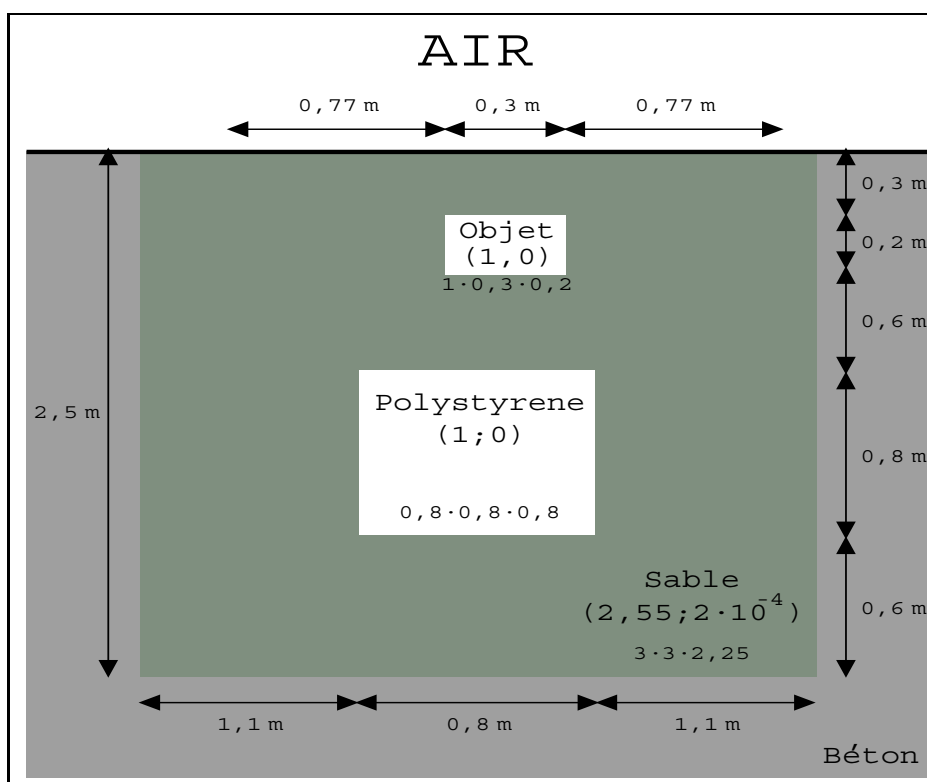 AIR
0,77 m 0,3 m 0,77 m
0,3 m
Objet
(1,0)
0,2 m
1·0,3·0,2
0,6 m
2,5 m
Polystyrene
(1;0)
0,8 m
0,8·0,8·0,8
Sable
(2,55;2·10⁻⁴)
0,6 m
3·3·2,25
1,1 m 0,8 m 1,1 m
Béton